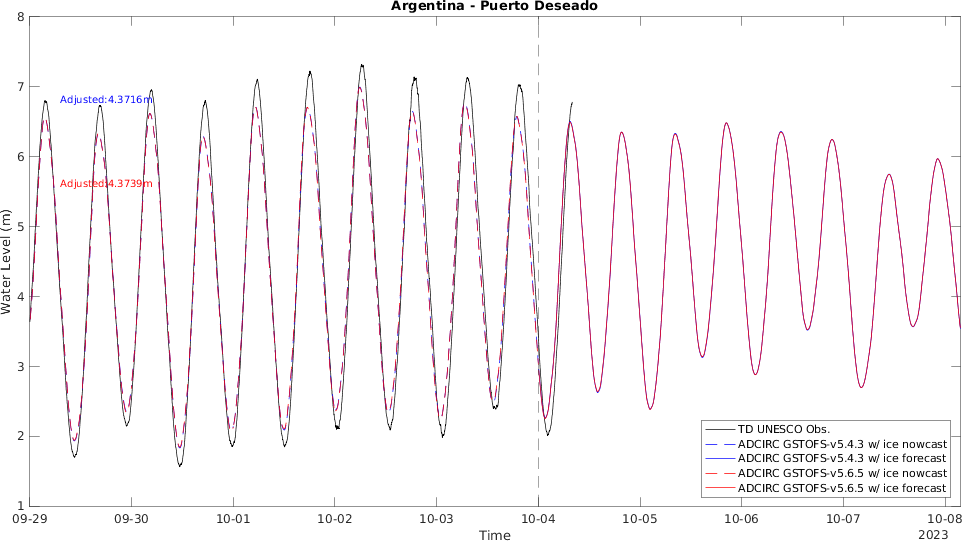 Argentina - Puerto Deseado
8
7
6
5
4
3
2
1
Water Level (m)
Adjusted:4.3716m
Adjusted:4.3739m
TD UNESCO Obs.
ADCIRC GSTOFS-v5.4.3 w/ ice nowcast
ADCIRC GSTOFS-v5.4.3 w/ ice forecast
ADCIRC GSTOFS-v5.6.5 w/ ice nowcast
ADCIRC GSTOFS-v5.6.5 w/ ice forecast
09-29 09-30 10-01 10-02 10-03 10-04 10-05 10-06 10-07 10-08
Time
2023